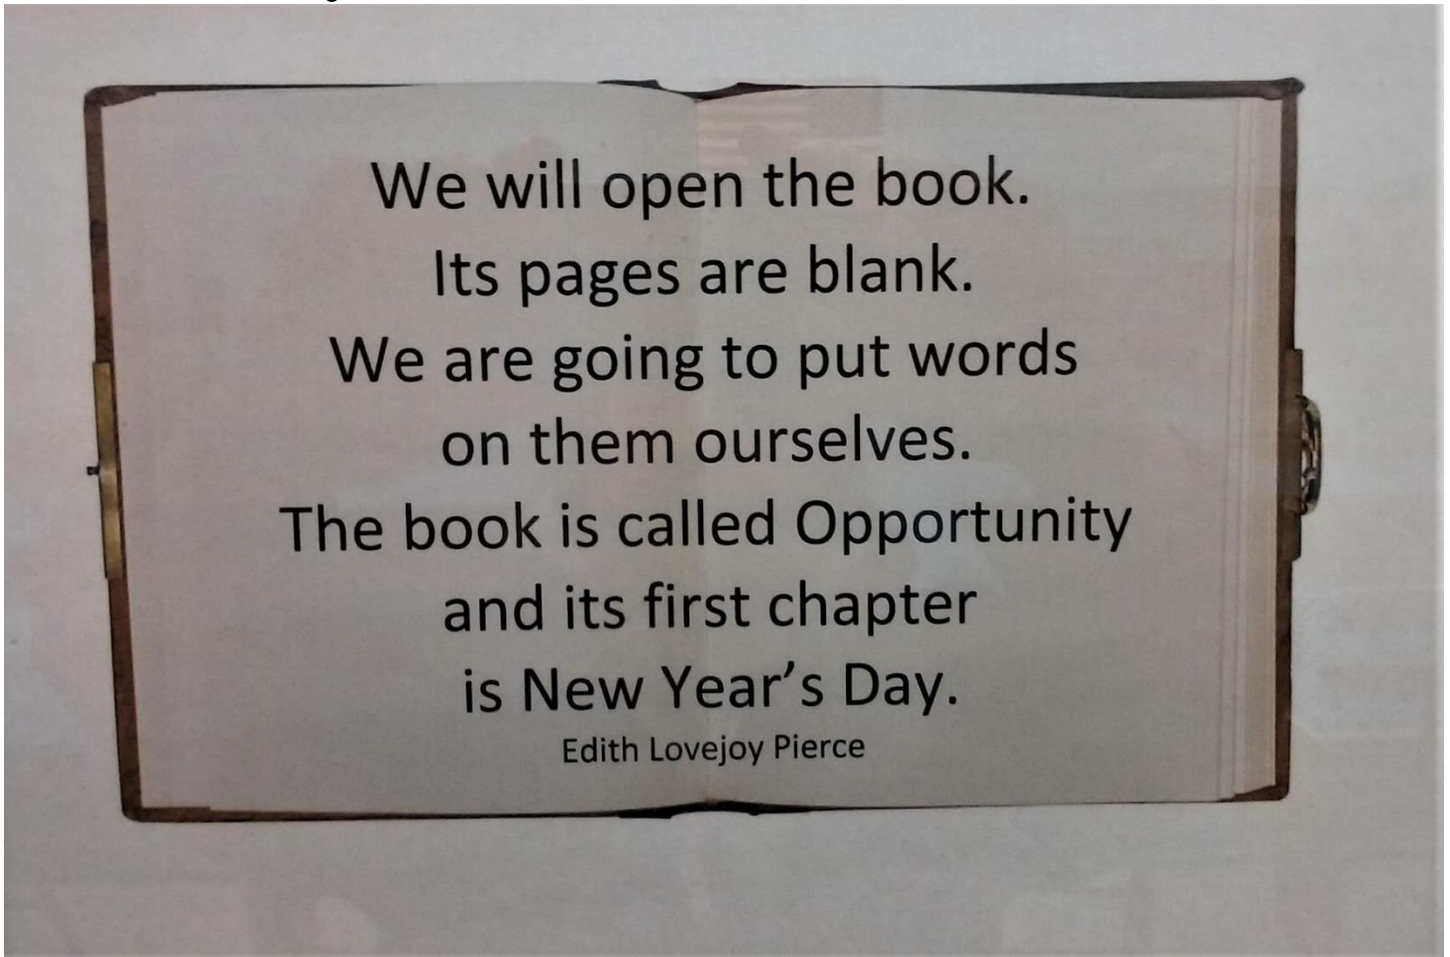 We will open the book.
Its pages are blank.
We are going to put words
on them ourselves.
The book is called Opportunity
and its first chapter
is New Year's Day.
Edith Lovejoy Pierce